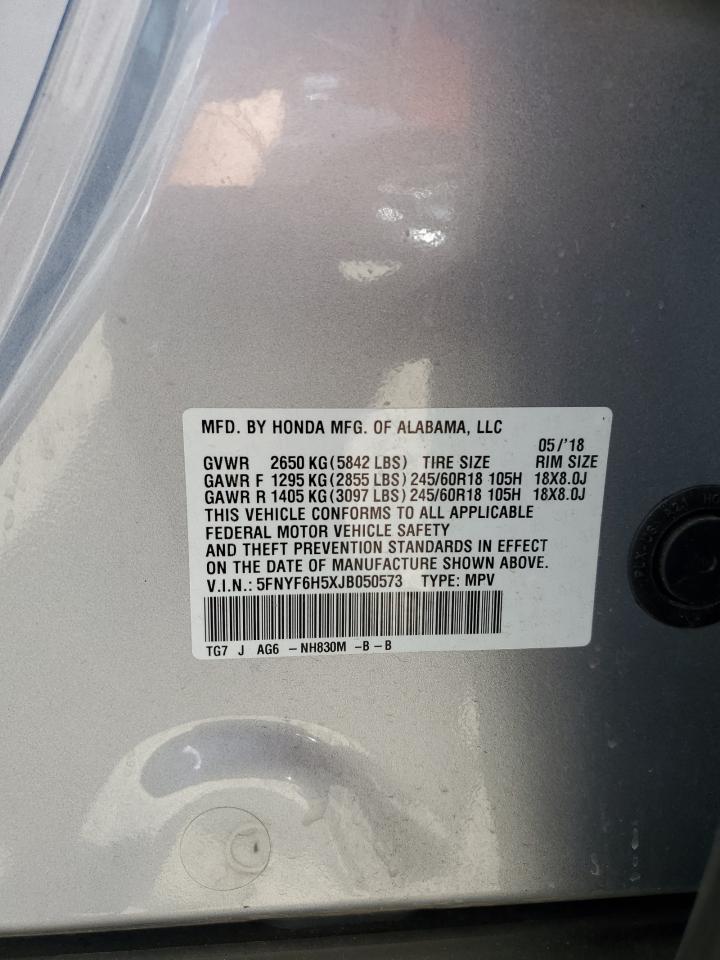 MFD. BY HONDA MFG. OF ALABAMA, LLC
05/'18
GVWR 2650 KG (5842 LBS) TIRE SIZE RIM SIZE
GAWR F 1295 KG (2855 LBS) 245/60R18 105H 18X8.0J
GAWR R 1405 KG (3097 LBS) 245/60R18 105H 18X8.0J
THIS VEHICLE CONFORMS TO ALL APPLICABLE
FEDERAL MOTOR VEHICLE SAFETY
AND THEFT PREVENTION STANDARDS IN EFFECT
ON THE DATE OF MANUFACTURE SHOWN ABOVE.
V.I.N.: 5FNYF6H5XJB050573 TYPE: MPV
TG7 J AG6 -NH830M -B-B